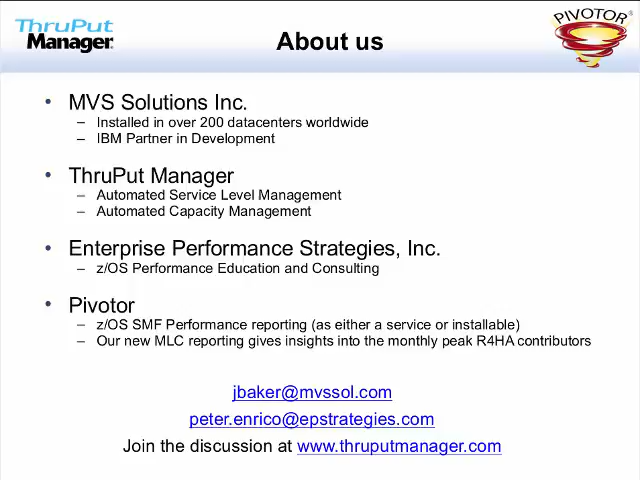 ThruPut
Manager®
About us
PIVOTOR®
• MVS Solutions Inc.
– Installed in over 200 datacenters worldwide
– IBM Partner in Development
• ThruPut Manager
– Automated Service Level Management
– Automated Capacity Management
• Enterprise Performance Strategies, Inc.
– z/OS Performance Education and Consulting
• Pivotor
– z/OS SMF Performance reporting (as either a service or installable)
– Our new MLC reporting gives insights into the monthly peak R4HA contributors
jbaker@mvssol.com
peter.enrico@epstrategies.com
Join the discussion at www.thruputmanager.com